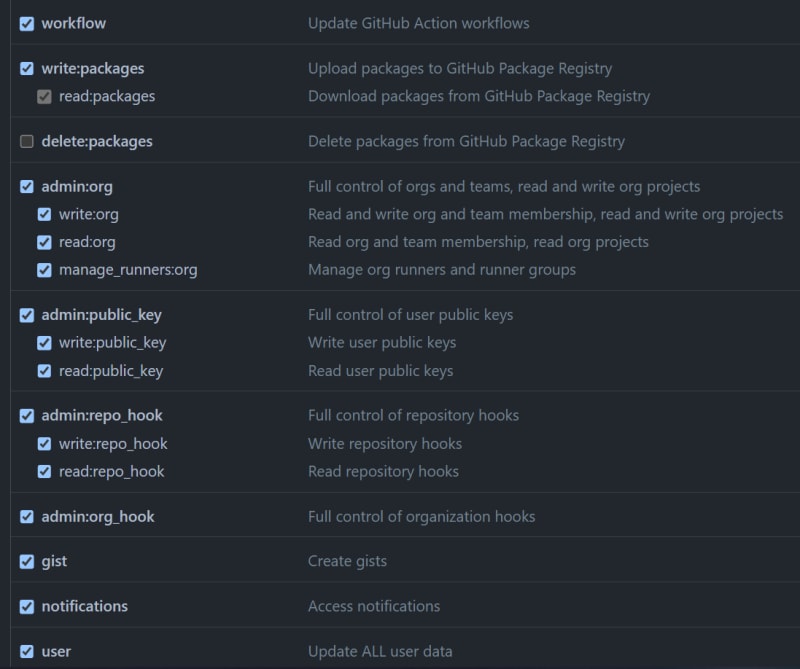 workflow Update GitHub Action workflows
write:packages Upload packages to GitHub Package Registry
read:packages Download packages from GitHub Package Registry
delete:packages Delete packages from GitHub Package Registry
admin:org Full control of orgs and teams, read and write org projects
write:org Read and write org and team membership, read and write org projects
read:org Read org and team membership, read org projects
manage_runners:org Manage org runners and runner groups
admin:public_key Full control of user public keys
write:public_key Write user public keys
read:public_key Read user public keys
admin:repo_hook Full control of repository hooks
write:repo_hook Write repository hooks
read:repo_hook Read repository hooks
admin:org_hook Full control of organization hooks
gist Create gists
notifications Access notifications
user Update ALL user data